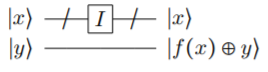 |x⟩ I |x⟩
|y⟩ |f(x) ⊕ y⟩